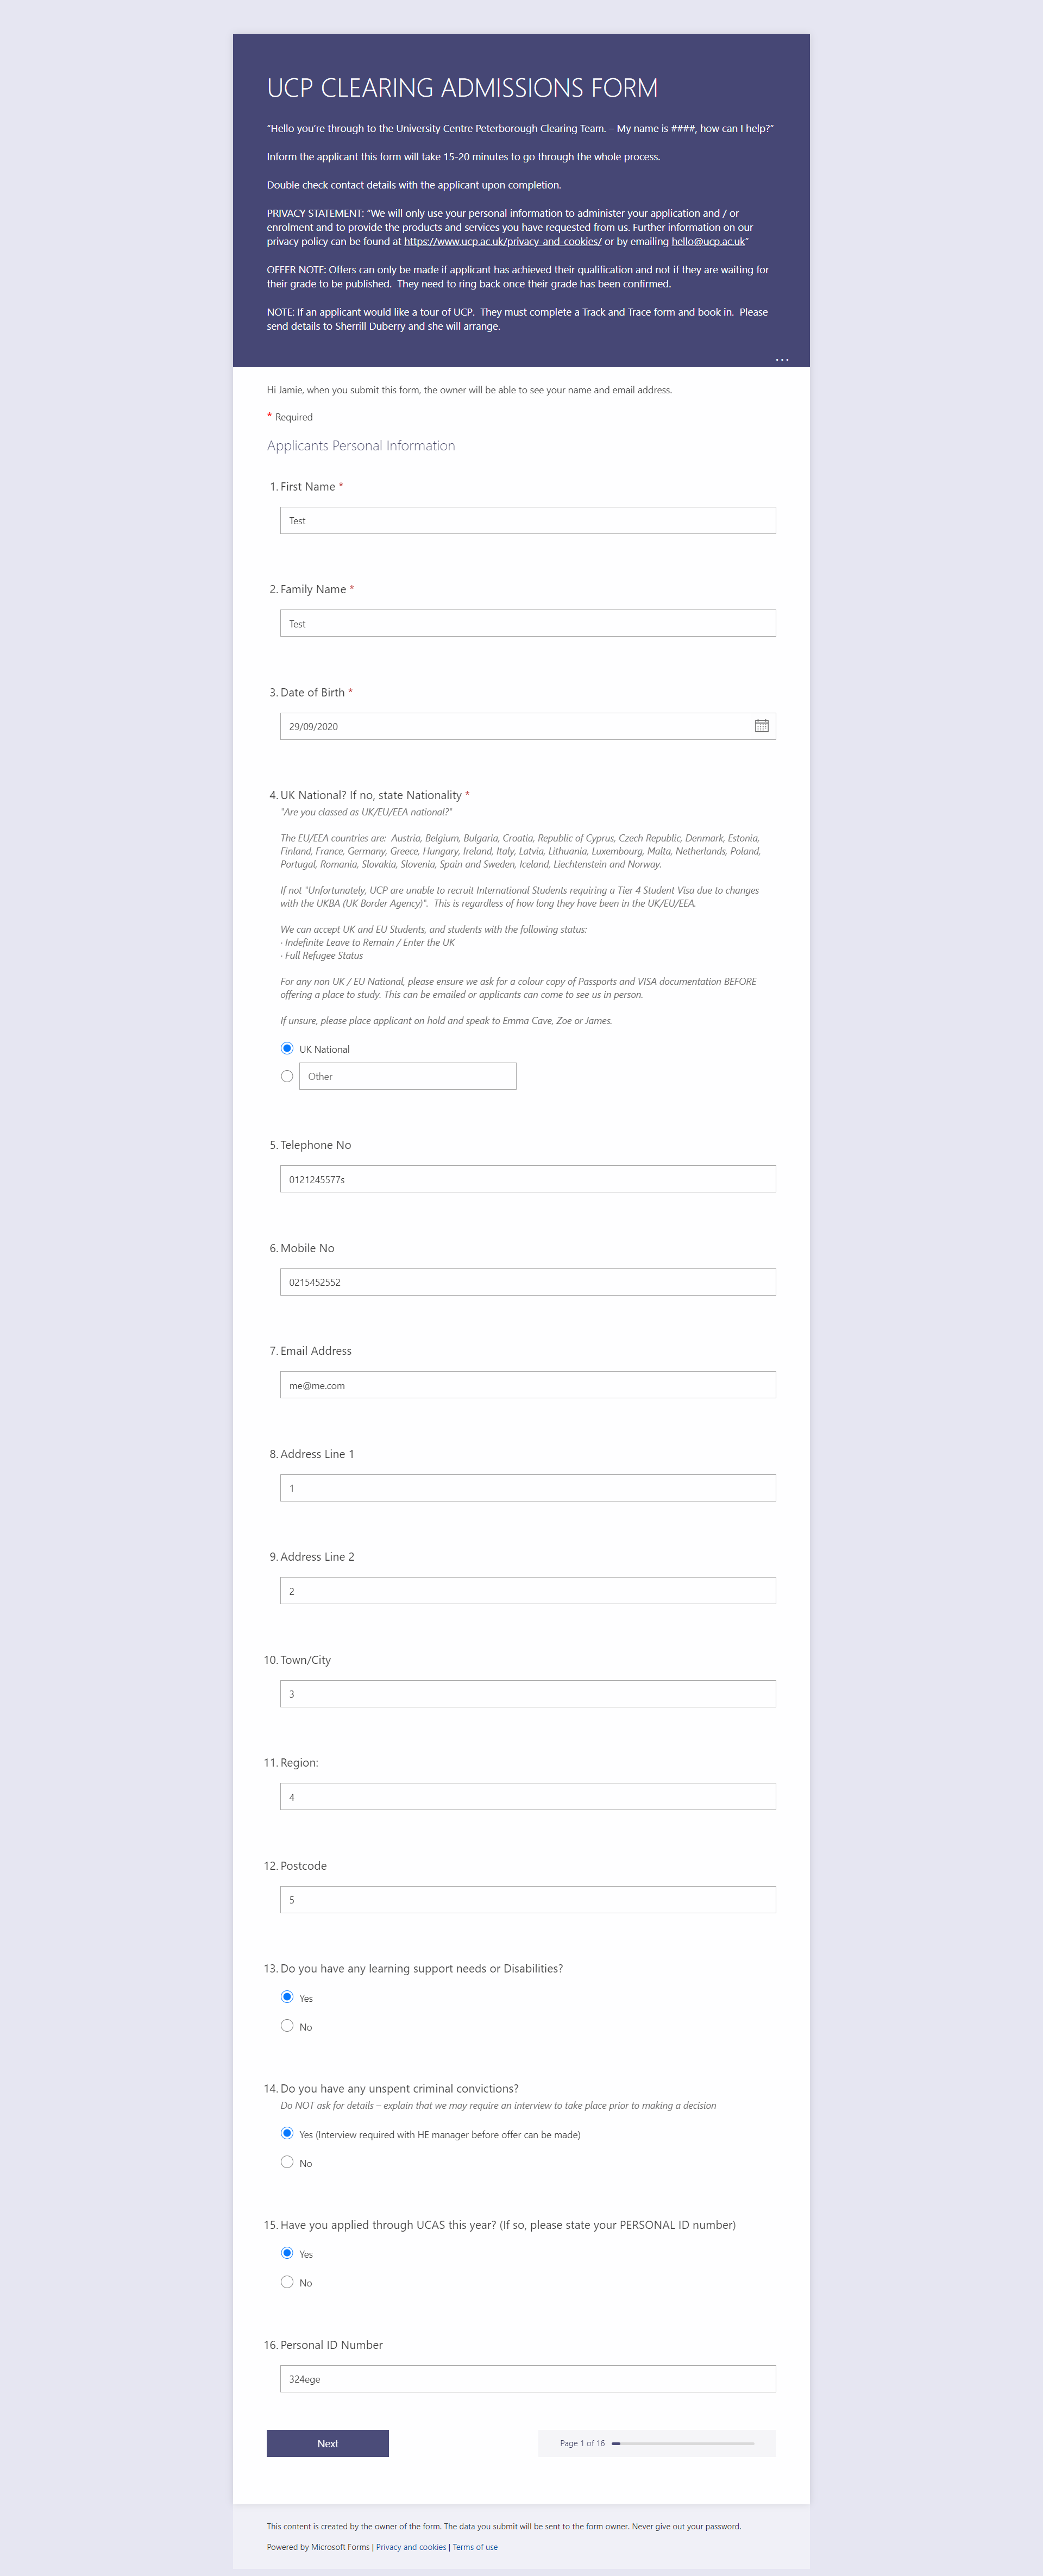 UCP CLEARING ADMISSIONS FORM
"Hello you're through to the University Centre Peterborough Clearing Team. – My name is ####, how can I help?"
Inform the applicant this form will take 15-20 minutes to go through the whole process.
Double check contact details with the applicant upon completion.
PRIVACY STATEMENT: "We will only use your personal information to administer your application and / or
enrolment and to provide the products and services you have requested from us. Further information on our
privacy policy can be found at https://www.ucp.ac.uk/privacy-and-cookies/ or by emailing hello@ucp.ac.uk"
OFFER NOTE: Offers can only be made if applicant has achieved their qualification and not if they are waiting for
their grade to be published.  They need to ring back once their grade has been confirmed.
NOTE: If an applicant would like a tour of UCP.  They must complete a Track and Trace form and book in.  Please
send details to Sherrill Duberry and she will arrange.
...
Hi Jamie, when you submit this form, the owner will be able to see your name and email address.
* Required
Applicants Personal Information
1. First Name *
Test
2. Family Name *
Test
3. Date of Birth *
29/09/2020
4. UK National? If no, state Nationality *
"Are you classed as UK/EU/EEA national?"
The EU/EEA countries are:  Austria, Belgium, Bulgaria, Croatia, Republic of Cyprus, Czech Republic, Denmark, Estonia,
Finland, France, Germany, Greece, Hungary, Ireland, Italy, Latvia, Lithuania, Luxembourg, Malta, Netherlands, Poland,
Portugal, Romania, Slovakia, Slovenia, Spain and Sweden, Iceland, Liechtenstein and Norway.
If not "Unfortunately, UCP are unable to recruit International Students requiring a Tier 4 Student Visa due to changes
with the UKBA (UK Border Agency)".  This is regardless of how long they have been in the UK/EU/EEA.
We can accept UK and EU Students, and students with the following status:
· Indefinite Leave to Remain / Enter the UK
· Full Refugee Status
For any non UK / EU National, please ensure we ask for a colour copy of Passports and VISA documentation BEFORE
offering a place to study. This can be emailed or applicants can come to see us in person.
If unsure, please place applicant on hold and speak to Emma Cave, Zoe or James.
UK National
Other
5. Telephone No
0121245577s
6. Mobile No
0215452552
7. Email Address
me@me.com
8. Address Line 1
1
9. Address Line 2
2
10. Town/City
3
11. Region:
4
12. Postcode
5
13. Do you have any learning support needs or Disabilities?
Yes
No
14. Do you have any unspent criminal convictions?
Do NOT ask for details – explain that we may require an interview to take place prior to making a decision
Yes (Interview required with HE manager before offer can be made)
No
15. Have you applied through UCAS this year? (If so, please state your PERSONAL ID number)
Yes
No
16. Personal ID Number
324ege
Next
Page 1 of 16
This content is created by the owner of the form. The data you submit will be sent to the form owner. Never give out your password.
Powered by Microsoft Forms | Privacy and cookies | Terms of use